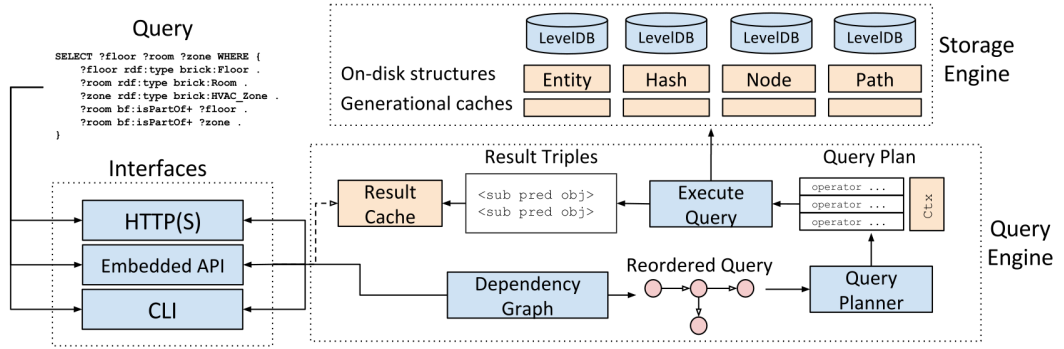 Query
SELECT ?floor ?room ?zone WHERE {
?floor rdf:type brick:Floor .
?room rdf:type brick:Room .
?zone rdf:type brick:HVAC_Zone .
?room bf:isPartOf+ ?floor .
?room bf:isPartOf+ ?zone .
}
LevelDB LevelDB LevelDB LevelDB
On-disk structures Entity Hash Node Path
Generational caches
Storage
Engine
Interfaces
HTTP(S)
Embedded API
CLI
Result Triples
Query Plan
Result
Cache
<sub pred obj>
<sub pred obj>
Execute
Query
operator ...
operator ...
operator ...
Ctx
Query
Engine
Dependency
Graph
Reordered Query
Query
Planner